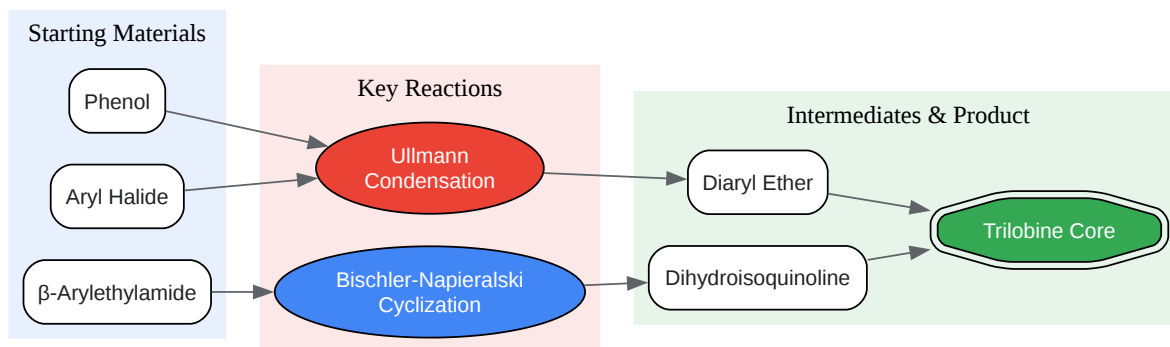 Starting Materials
Phenol
Aryl Halide
β-Arylethylamide
Key Reactions
Ullmann
Condensation
Bischler-Napieralski
Cyclization
Intermediates & Product
Diaryl Ether
Dihydroisoquinoline
Trilobine Core